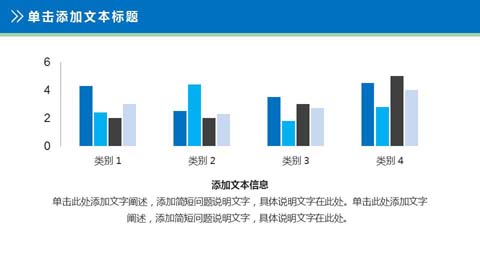 单击添加文本标题
6
4
2
0
类别 1 类别 2 类别 3 类别 4
添加文本信息
单击此处添加文字阐述，添加简短问题说明文字，具体说明文字在此处。单击此处添加文字
阐述，添加简短问题说明文字，具体说明文字在此处。